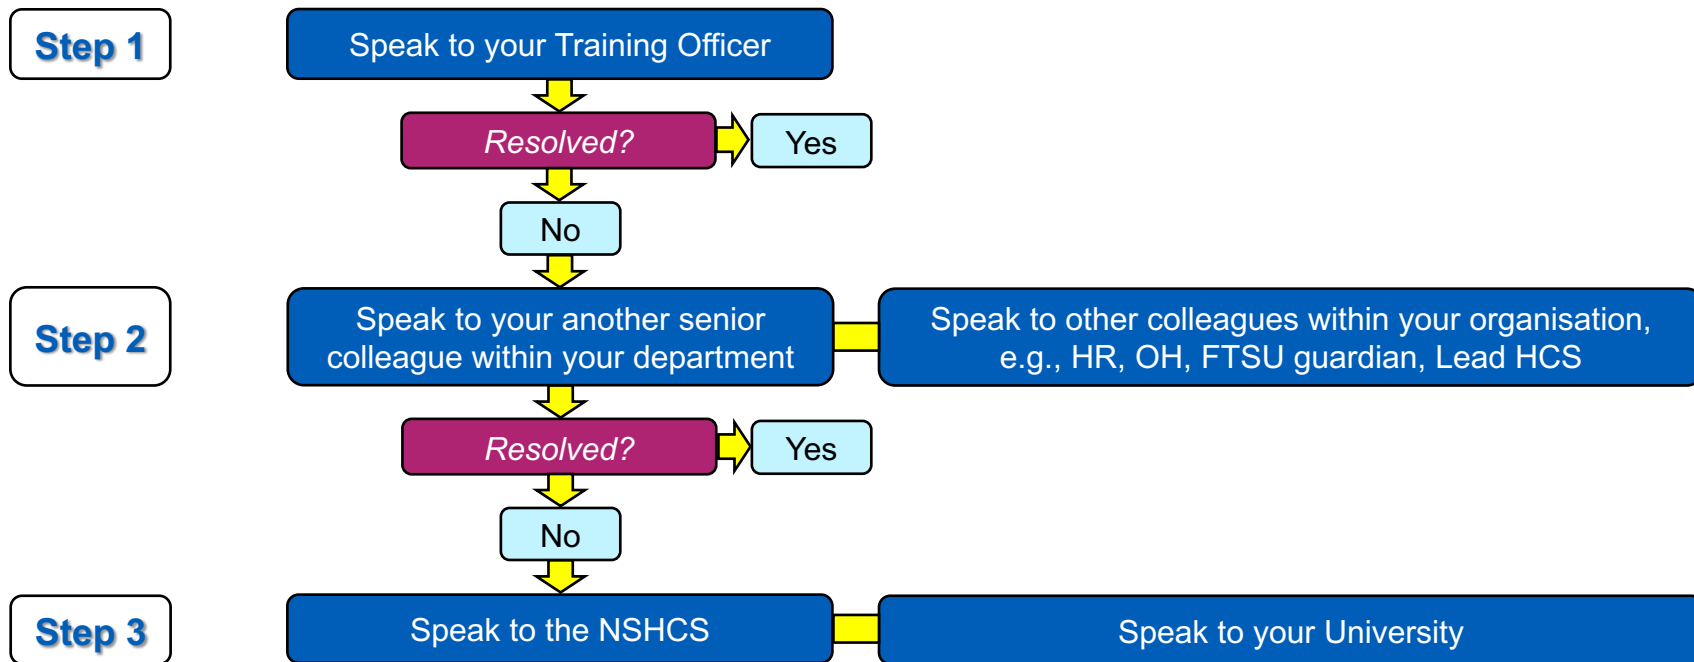 Step 1
Speak to your Training Officer
Resolved?
Yes
No
Step 2
Speak to your another senior
colleague within your department
Speak to other colleagues within your organisation,
e.g., HR, OH, FTSU guardian, Lead HCS
Resolved?
Yes
No
Step 3
Speak to the NSHCS
Speak to your University